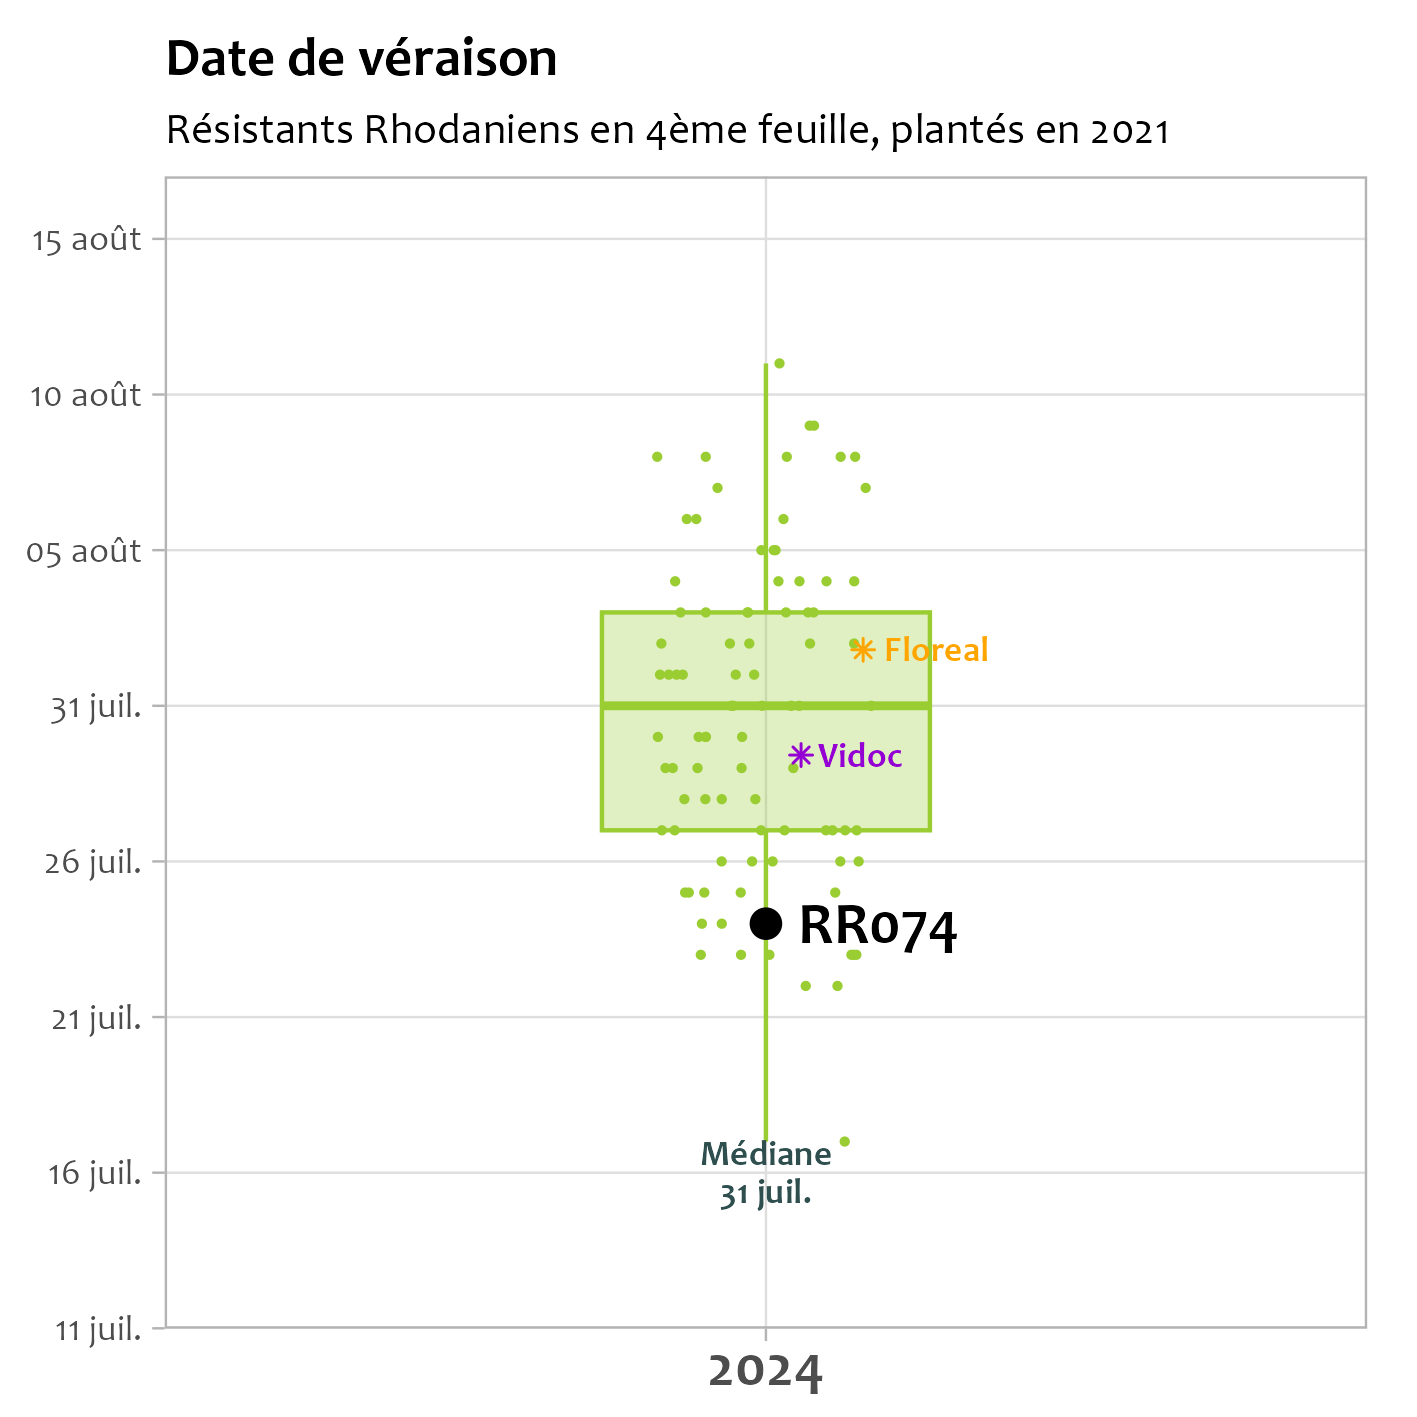 Date de véraison
Résistants Rhodaniens en 4ème feuille, plantés en 2021
15 août
10 août
05 août
Floreal
31 juil.
Vidoc
26 juil.
RR074
21 juil.
Médiane
16 juil.
31 juil.
11 juil.
2024